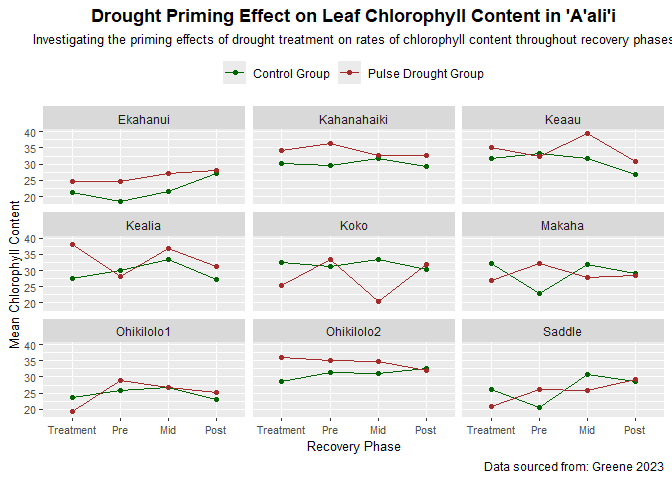 Drought Priming Effect on Leaf Chlorophyll Content in 'A'ali'i
Investigating the priming effects of drought treatment on rates of chlorophyll content throughout recovery phases
Control Group Pulse Drought Group
Ekahanui Kahanahaiki Keaau
40
35
30
25
20
Kealia Koko Makaha
40
35
30
25
20
Ohikilolo1 Ohikilolo2 Saddle
40
35
30
25
20
Mean Chlorophyll Content
Treatment Pre Mid Post Treatment Pre Mid Post Treatment Pre Mid Post
Recovery Phase
Data sourced from: Greene 2023